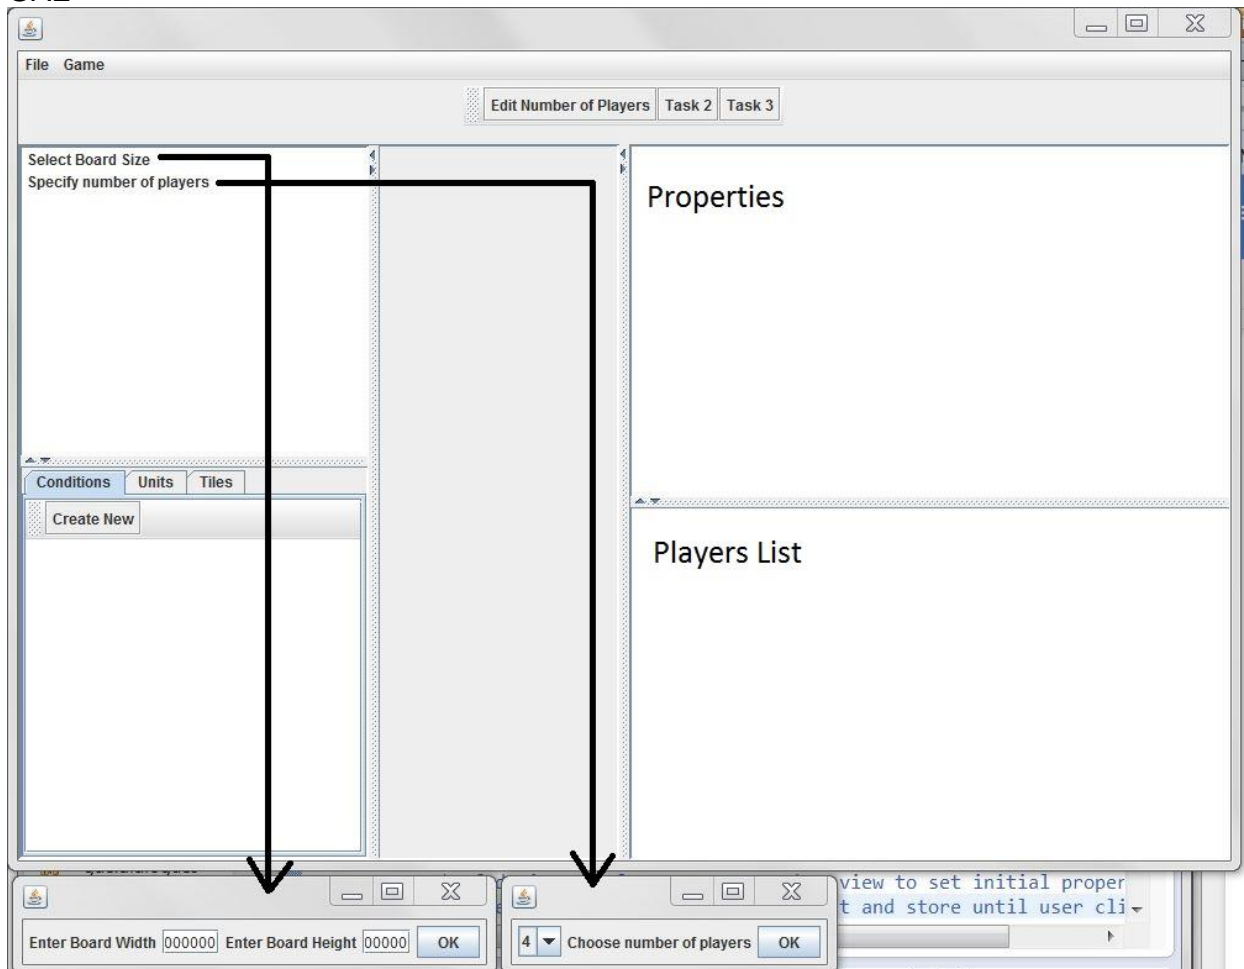 File Game
Edit Number of Players Task 2 Task 3
Select Board Size
Specify number of players
Properties
Conditions Units Tiles
Create New
Players List
view to set initial proper
t and store until user cli
Enter Board Width 000000 Enter Board Height 00000 OK
4 Choose number of players OK